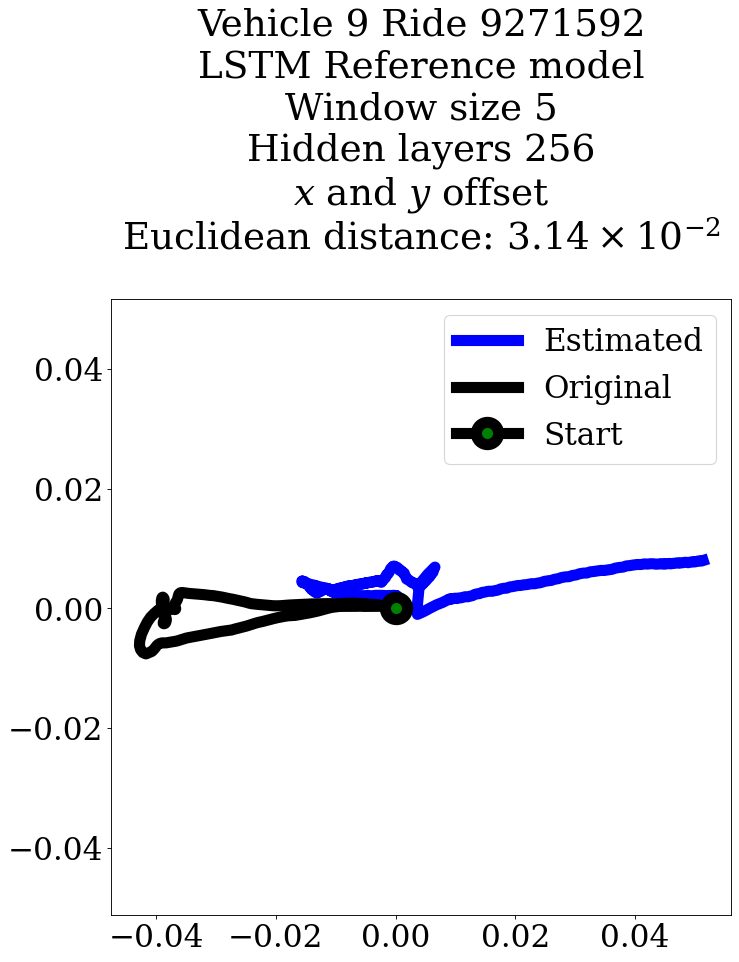 Vehicle 9 Ride 9271592
LSTM Reference model
Window size 5
Hidden layers 256
x and y offset
Euclidean distance: 3.14 × 10⁻²
Estimated
Original
Start
0.04
0.02
0.00
−0.02
−0.04
−0.04 −0.02 0.00 0.02 0.04